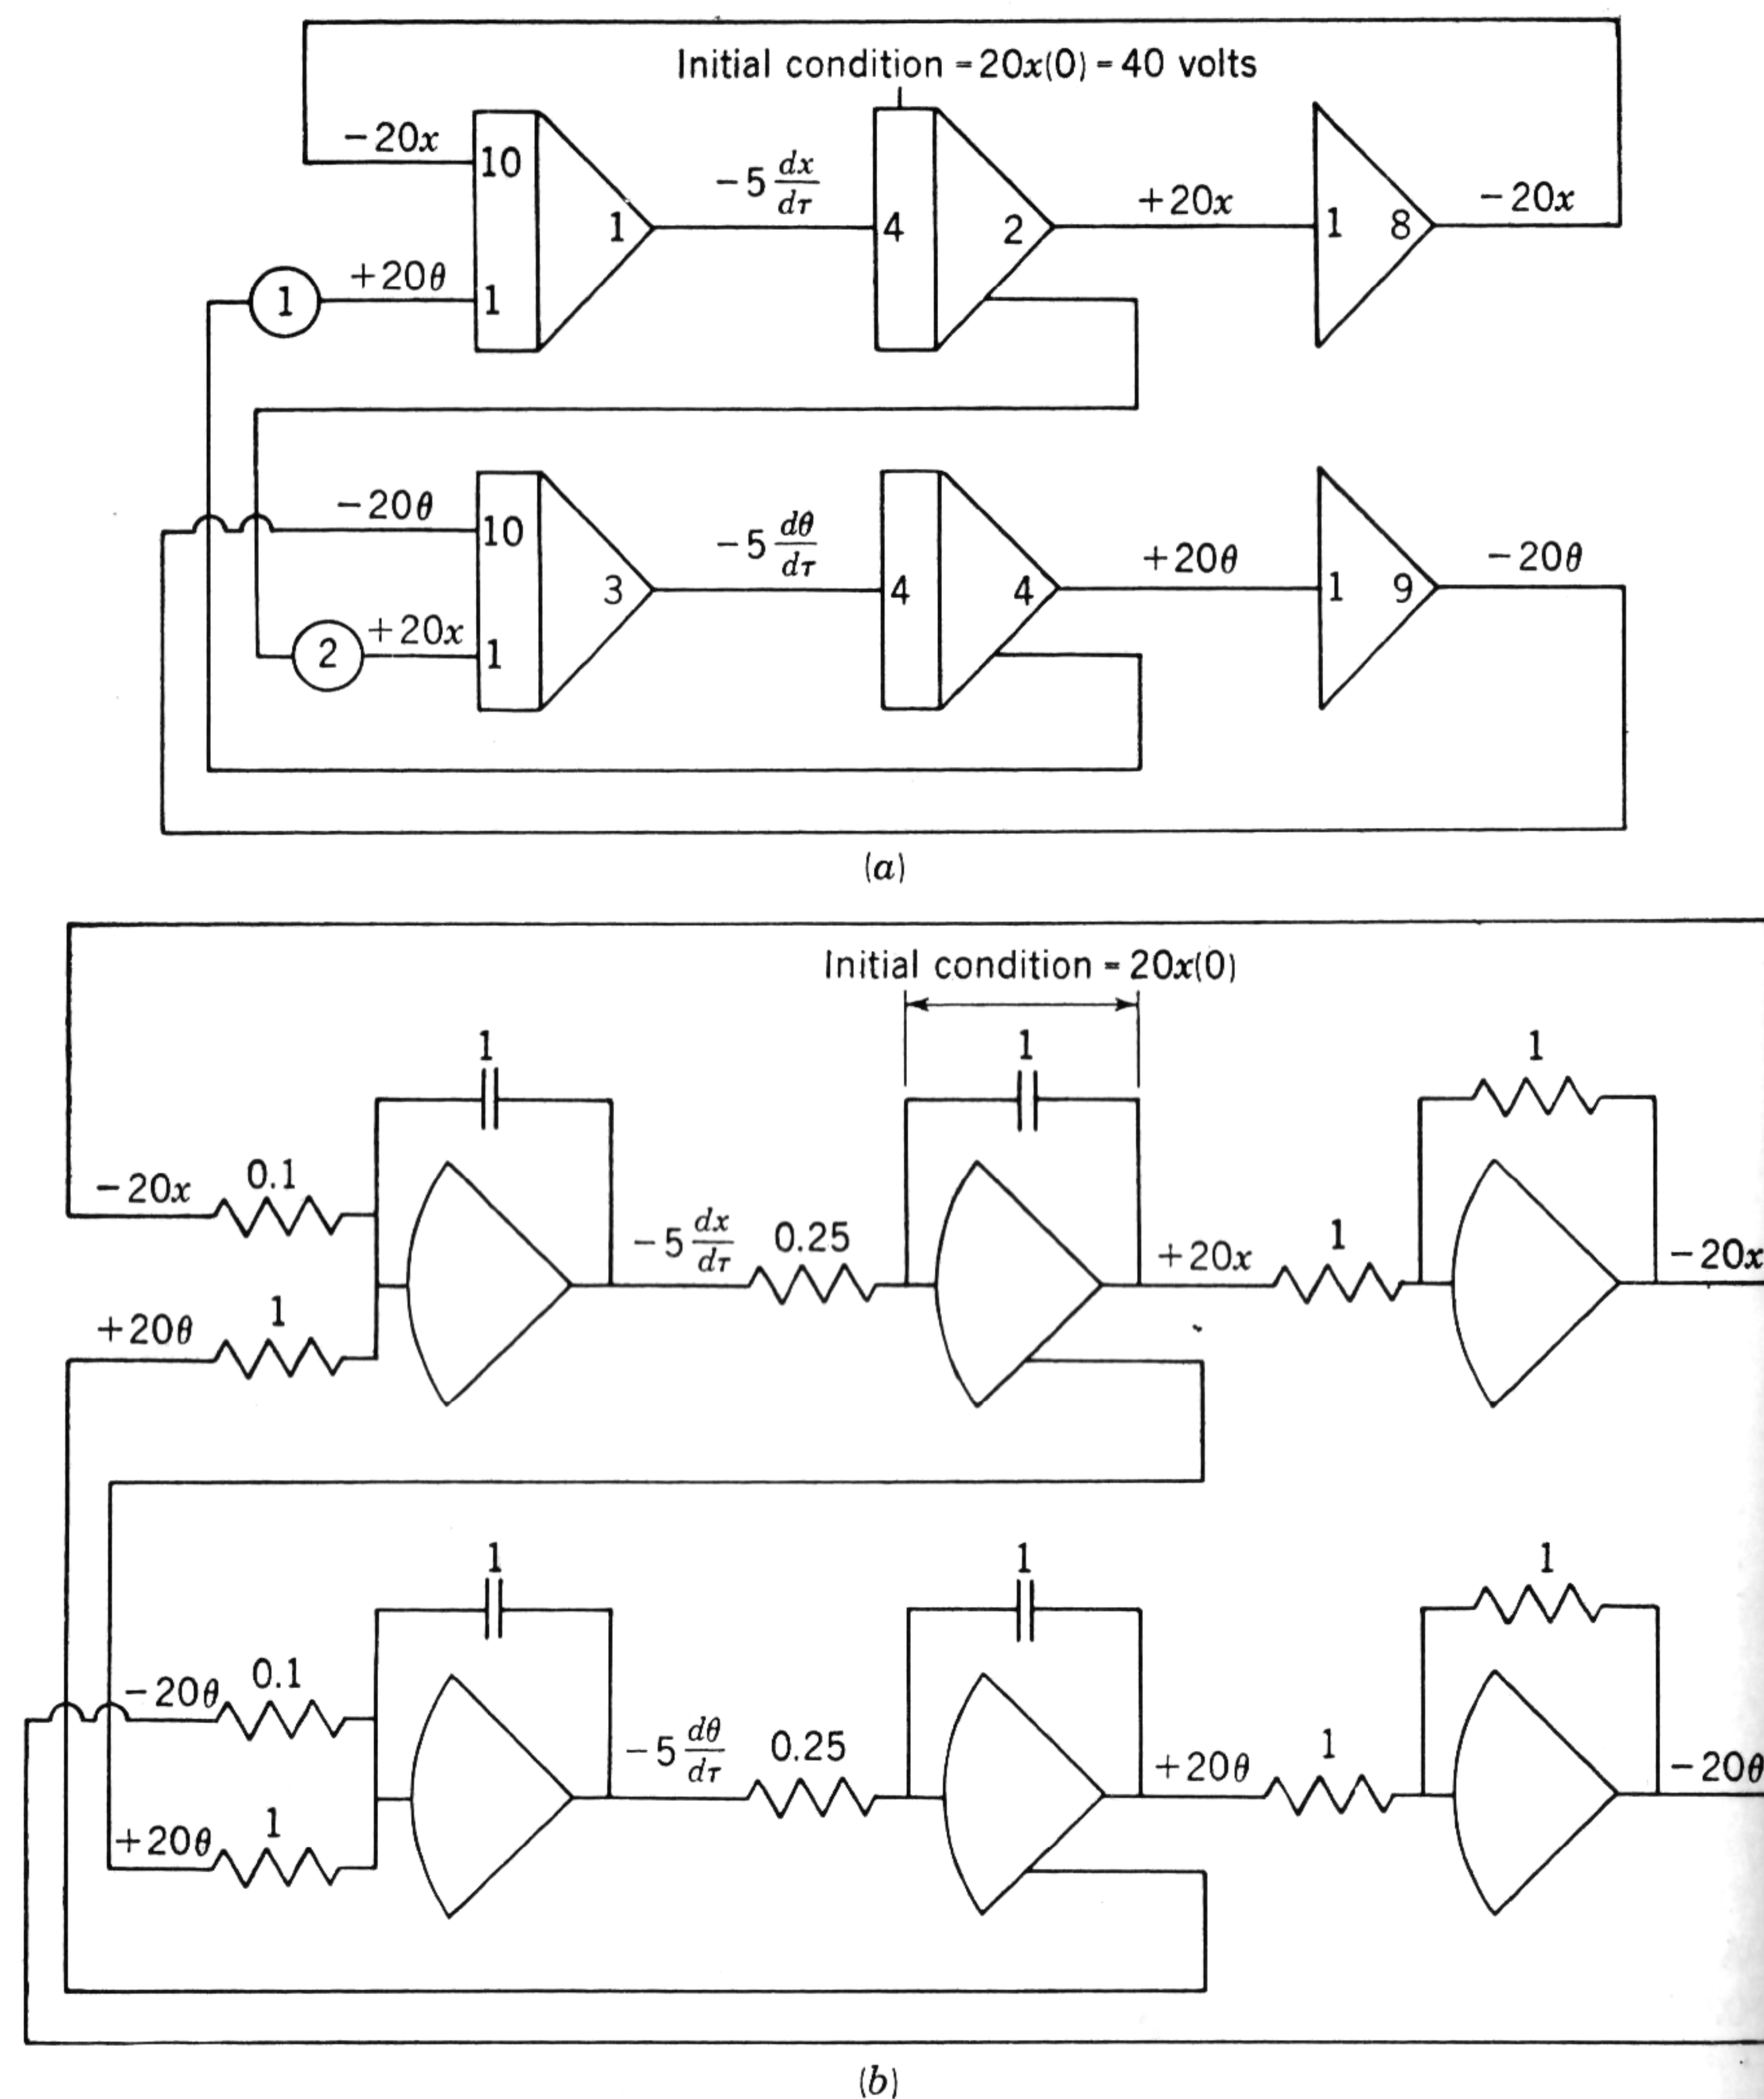 Initial condition = 20x(0) = 40 volts
−20x
10
1
−5 dx/dτ
4
2
+20x
1
8
−20x
1
+20θ
1
−20θ
10
3
−5 dθ/dτ
4
4
+20θ
1
9
−20θ
2
+20x
1
(a)
Initial condition = 20x(0)
1
1
1
−20x
0.1
−5 dx/dτ
0.25
+20x
1
−20x
+20θ
1
1
1
1
−20θ
0.1
−5 dθ/dτ
0.25
+20θ
1
−20θ
+20θ
1
(b)